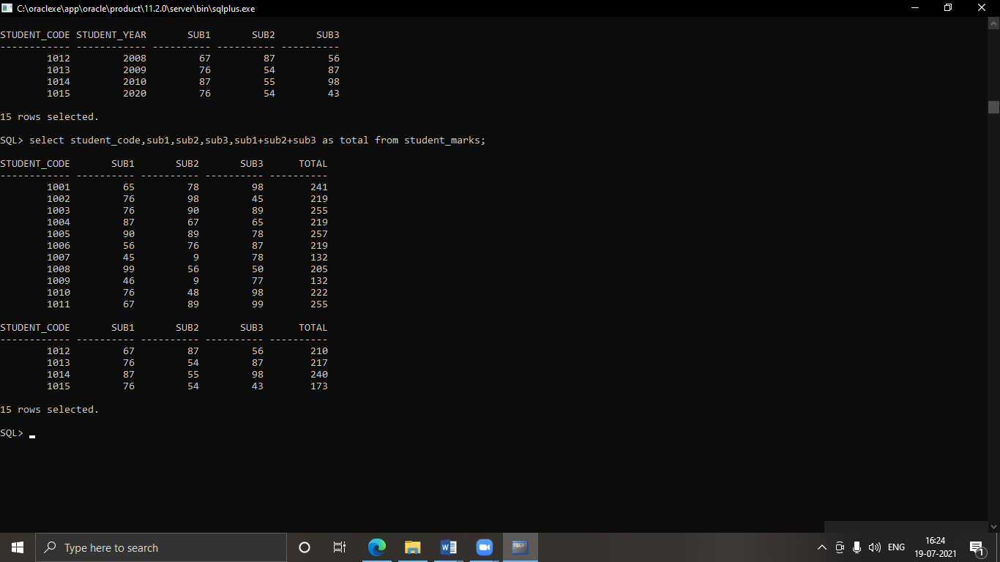 C:\oraclexe\app\oracle\product\11.2.0\server\bin\sqlplus.exe
STUDENT_CODE STUDENT_YEAR       SUB1       SUB2       SUB3
------------ ------------ ---------- ---------- ----------
        1012         2008         67         87         56
        1013         2009         76         54         87
        1014         2010         87         55         98
        1015         2020         76         54         43
15 rows selected.
SQL> select student_code,sub1,sub2,sub3,sub1+sub2+sub3 as total from student_marks;
STUDENT_CODE       SUB1       SUB2       SUB3      TOTAL
------------ ---------- ---------- ---------- ----------
        1001         65         78         98        241
        1002         76         98         45        219
        1003         76         90         89        255
        1004         87         67         65        219
        1005         90         89         78        257
        1006         56         76         87        219
        1007         45          9         78        132
        1008         99         56         50        205
        1009         46          9         77        132
        1010         76         48         98        222
        1011         67         89         99        255
STUDENT_CODE       SUB1       SUB2       SUB3      TOTAL
------------ ---------- ---------- ---------- ----------
        1012         67         87         56        210
        1013         76         54         87        217
        1014         87         55         98        240
        1015         76         54         43        173
15 rows selected.
SQL>
Type here to search
W
SQL>
ENG
16:24
19-07-2021
1